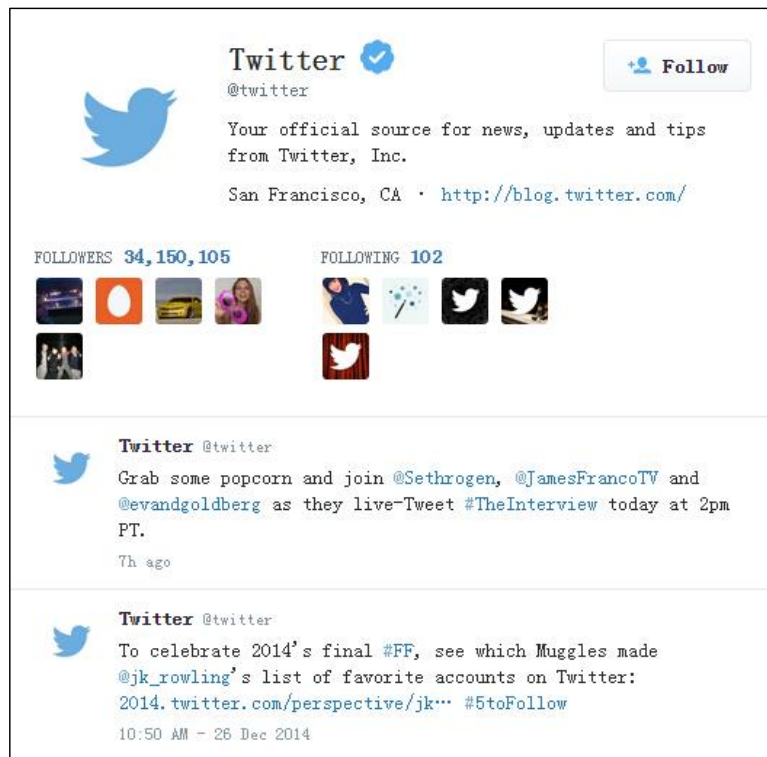 Twitter
Follow
@twitter
Your official source for news, updates and tips
from Twitter, Inc.
San Francisco, CA · http://blog.twitter.com/
FOLLOWERS 34,150,105
FOLLOWING 102
Twitter @twitter
Grab some popcorn and join @Sethrogen, @JamesFrancoTV and
@evandgoldberg as they live-Tweet #TheInterview today at 2pm
PT.
7h ago
Twitter @twitter
To celebrate 2014's final #FF, see which Muggles made
@jk_rowling's list of favorite accounts on Twitter:
2014.twitter.com/perspective/jk… #5toFollow
10:50 AM - 26 Dec 2014